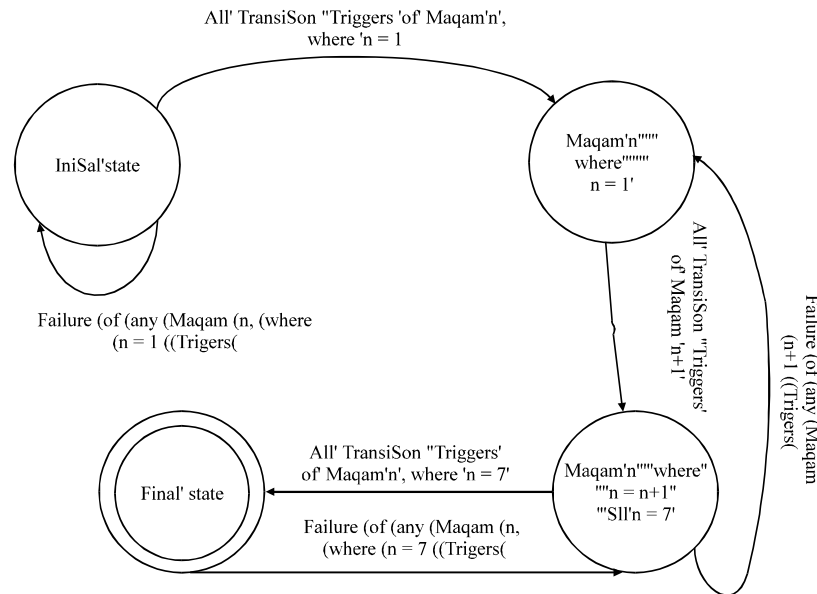 All' TransiSon "Triggers 'of' Maqam'n',
where 'n = 1
IniSal'state
Maqam'n"""'
where"""""
n = 1'
Failure (of (any (Maqam (n, (where
(n = 1 ((Trigers(
All' TransiSon "Triggers'
of' Maqam 'n+1'
Failure (of (any (Maqam
(n+1 ((Trigers(
Final' state
All' TransiSon "Triggers'
of' Maqam'n', where 'n = 7'
Failure (of (any (Maqam (n,
(where (n = 7 ((Trigers(
Maqam'n"""where"
""n = n+1"
"'Sll'n = 7'